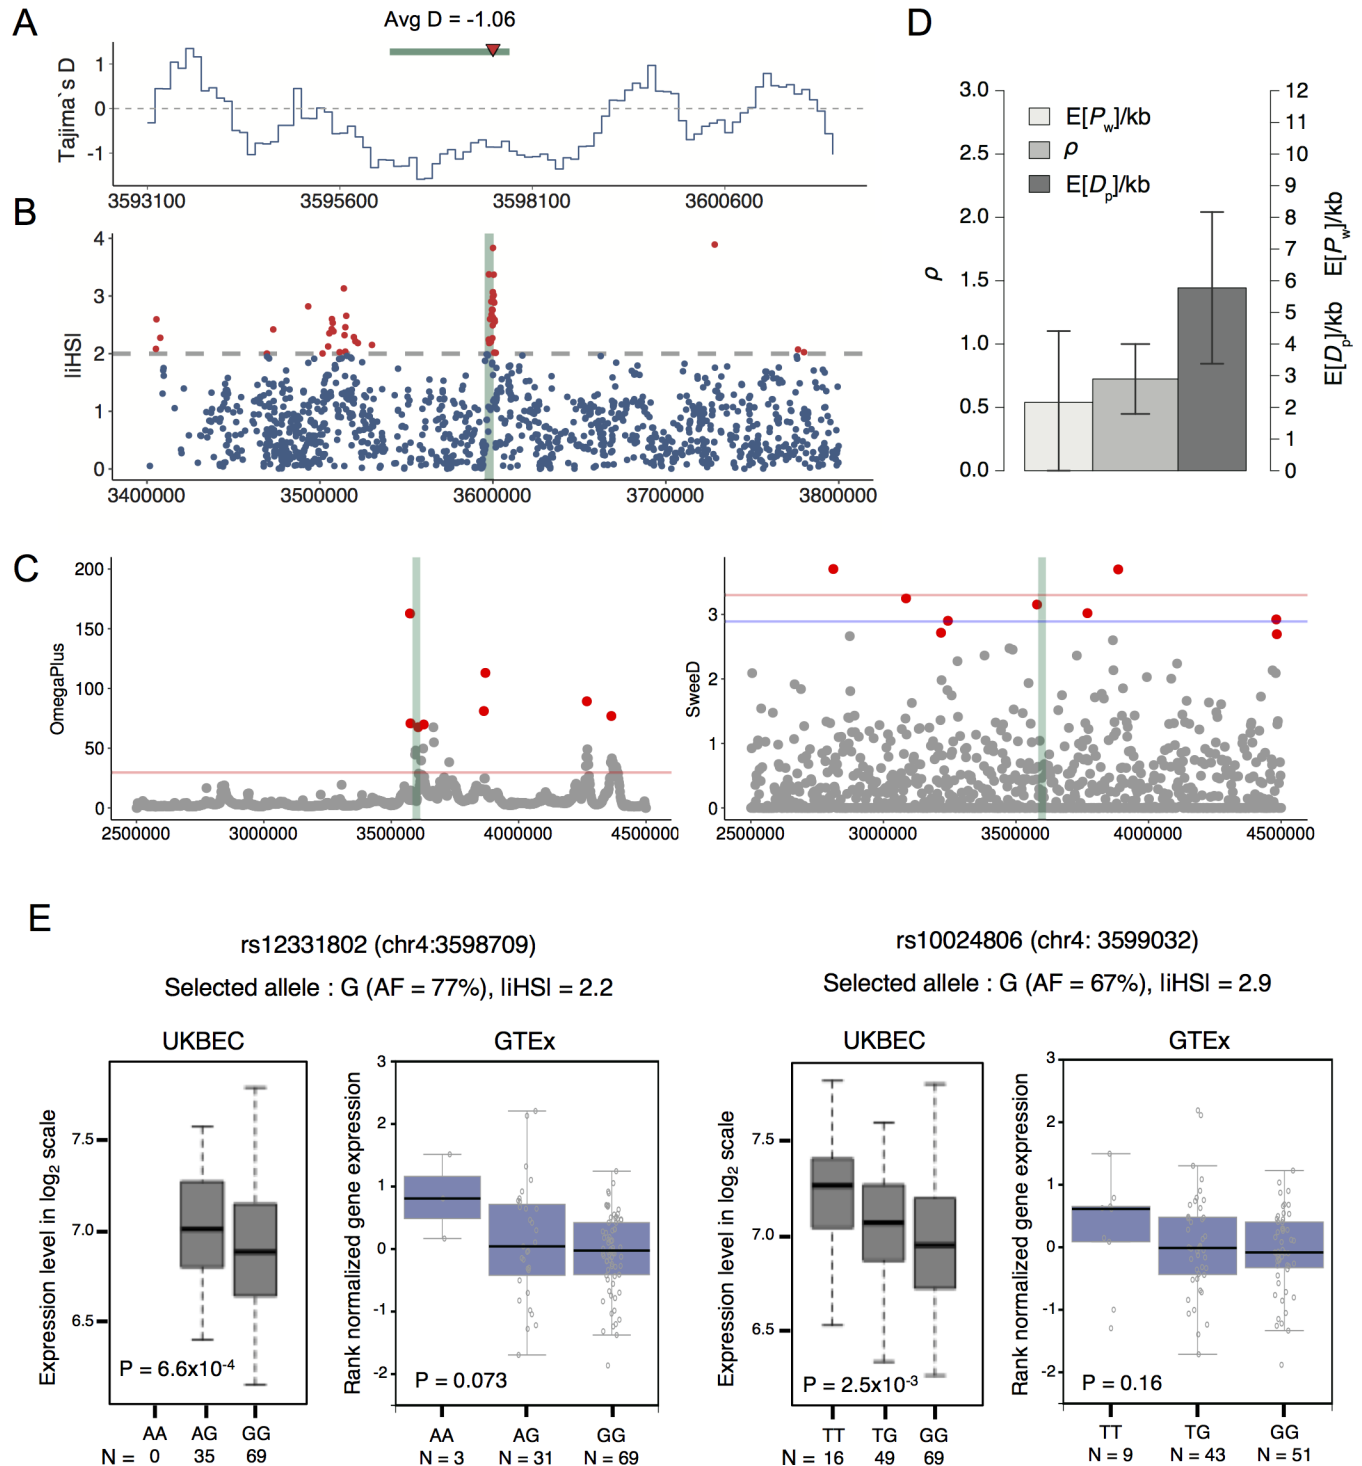 A
Avg D = -1.06
Tajima`s D
1
0
-1
3593100 3595600 3598100 3600600
B
|iHS|
4
3
2
1
0
3400000 3500000 3600000 3700000 3800000
C
OmegaPlus
200
150
100
50
0
2500000 3000000 3500000 4000000 4500000
SweeD
3
2
1
0
2500000 3000000 3500000 4000000 4500000
D
E[Pw]/kb
ρ
E[Dp]/kb
ρ
3.0
2.5
2.0
1.5
1.0
0.5
0.0
12
11
10
9
8
7
6
5
4
3
2
1
0
E[Dp]/kb E[Pw]/kb
E
rs12331802 (chr4:3598709)
Selected allele : G (AF = 77%), |iHS| = 2.2
UKBEC
Expression level in log2 scale
7.5
7.0
6.5
P = 6.6x10-4
AA AG GG
N = 0 35 69
GTEx
Rank normalized gene expression
3
2
1
0
-1
-2
P = 0.073
AA AG GG
N = 3 N = 31 N = 69
rs10024806 (chr4: 3599032)
Selected allele : G (AF = 67%), |iHS| = 2.9
UKBEC
Expression level in log2 scale
7.5
7.0
6.5
P = 2.5x10-3
TT TG GG
N = 16 49 69
GTEx
Rank normalized gene expression
3
2
1
0
-1
-2
P = 0.16
TT TG GG
N = 9 N = 43 N = 51